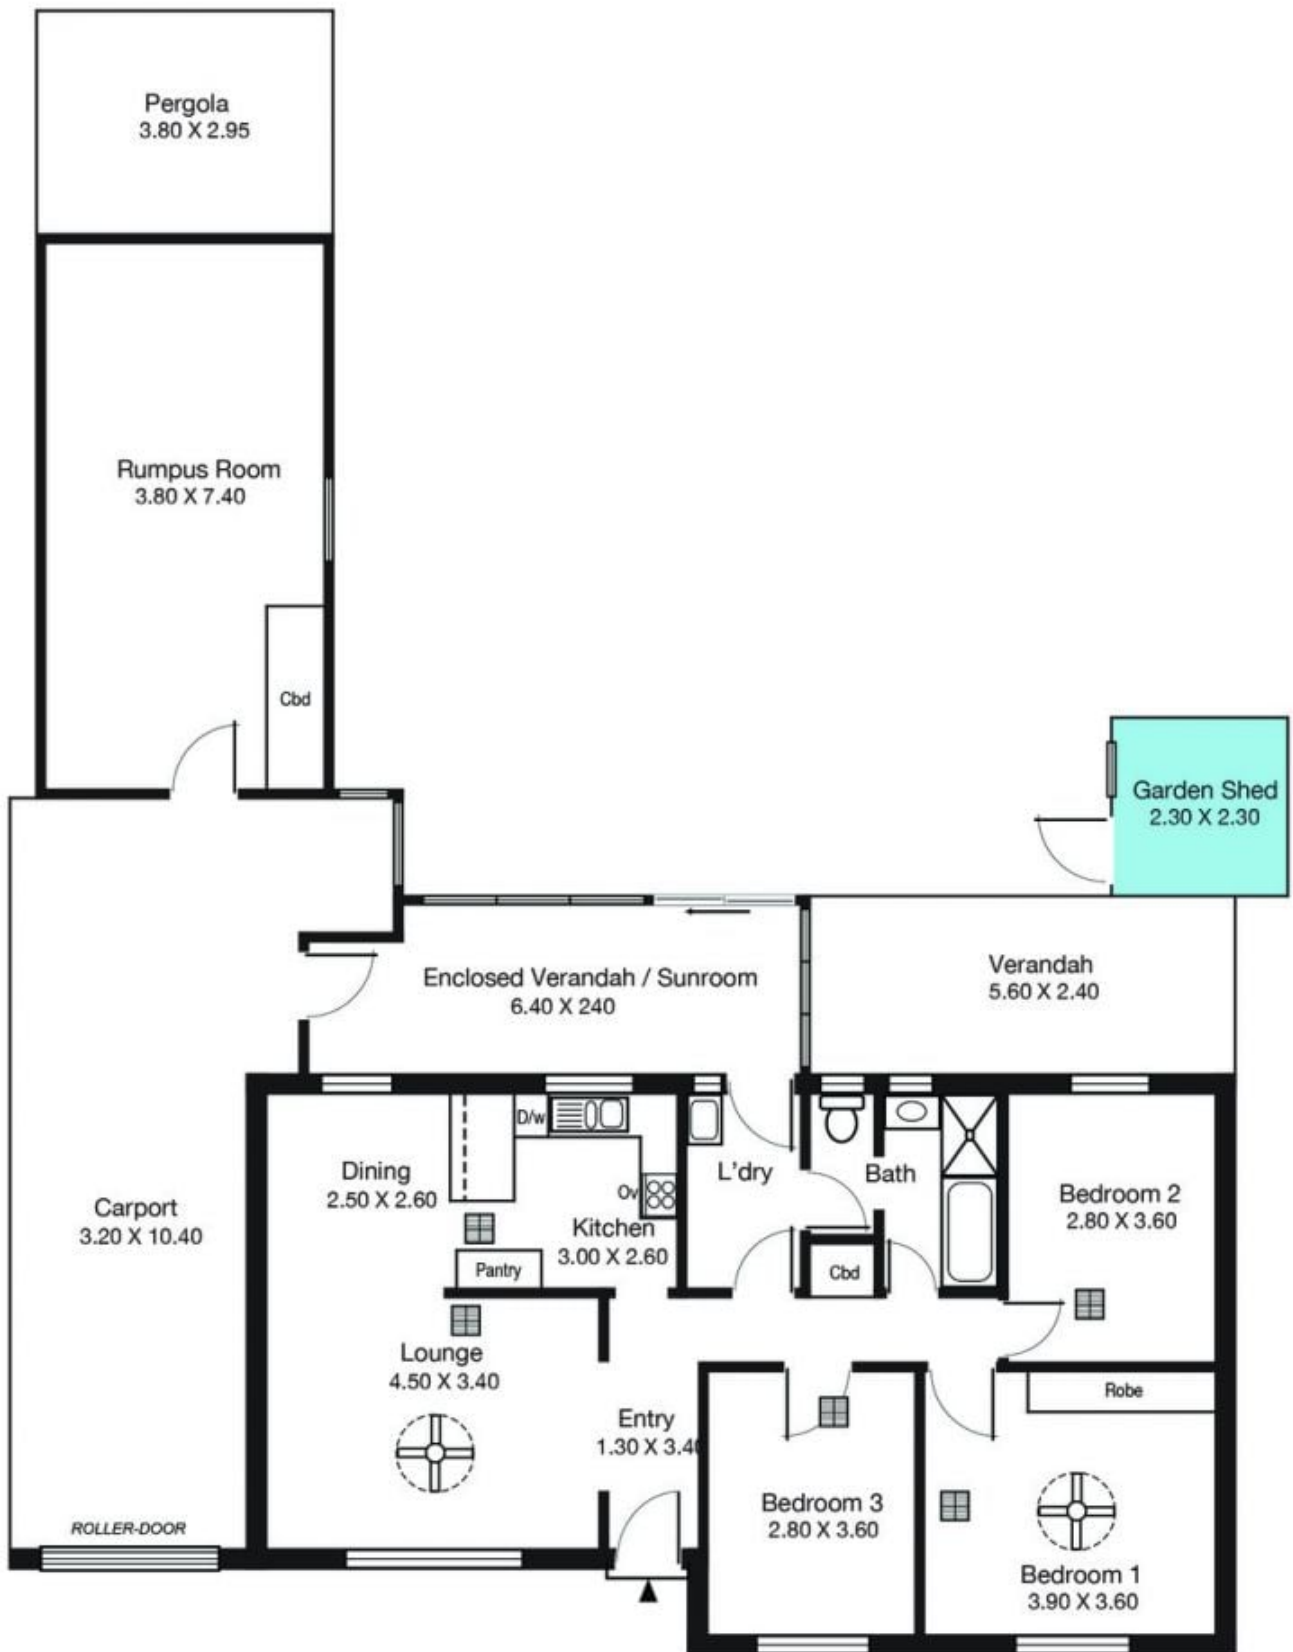 Pergola
3.80 X 2.95
Rumpus Room
3.80 X 7.40
Cbd
Garden Shed
2.30 X 2.30
Enclosed Verandah / Sunroom
6.40 X 240
Verandah
5.60 X 2.40
D/w
Dining
2.50 X 2.60
Ov
Kitchen
3.00 X 2.60
Pantry
L'dry
Bath
Cbd
Bedroom 2
2.80 X 3.60
Carport
3.20 X 10.40
Lounge
4.50 X 3.40
Entry
1.30 X 3.40
Robe
Bedroom 3
2.80 X 3.60
Bedroom 1
3.90 X 3.60
ROLLER-DOOR